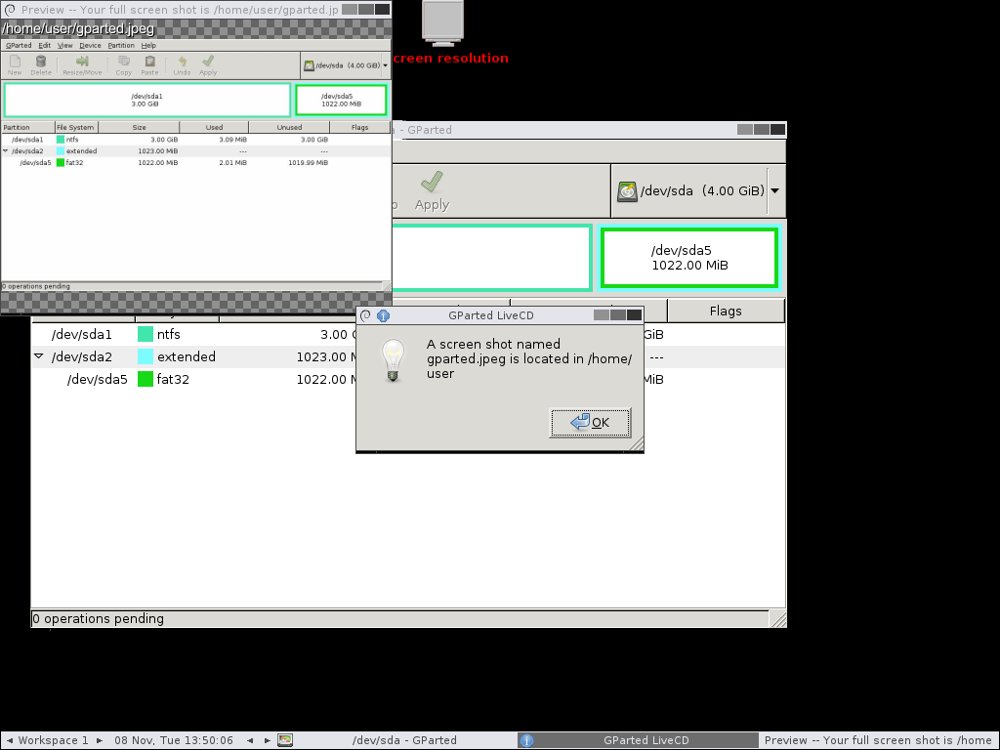 Preview -- Your full screen shot is /home/user/gparted.jp
/home/user/gparted.jpeg
GParted Edit View Device Partition Help
New Delete Resize/Move Copy Paste Undo Apply /dev/sda (4.00 GiB)
/dev/sda1
3.00 GiB
/dev/sda5
1022.00 MiB
Partition File System Size Used Unused Flags
/dev/sda1 ntfs 3.00 GiB 3.09 MiB 3.00 GiB
/dev/sda2 extended 1023.00 MiB --- ---
/dev/sda5 fat32 1022.00 MiB 2.01 MiB 1019.99 MiB
0 operations pending
creen resolution
- GParted
Apply
/dev/sda (4.00 GiB)
/dev/sda5
1022.00 MiB
Flags
/dev/sda1 ntfs 3.00 GiB
/dev/sda2 extended 1023.00 M ---
/dev/sda5 fat32 1022.00 M MiB
0 operations pending
GParted LiveCD
A screen shot named
gparted.jpeg is located in /home/
user
OK
Workspace 1 08 Nov, Tue 13:50:06 /dev/sda - GParted GParted LiveCD Preview -- Your full screen shot is /home